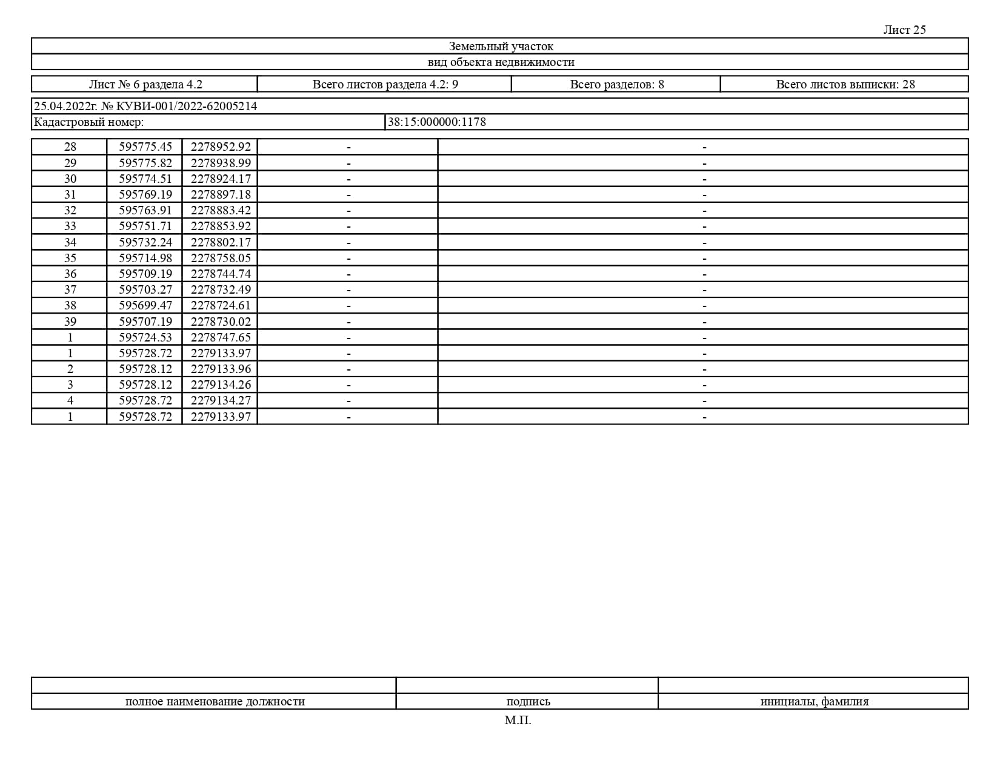 Лист 25
Земельный участок
вид объекта недвижимости
Лист № 6 раздела 4.2 Всего листов раздела 4.2: 9 Всего разделов: 8 Всего листов выписки: 28
25.04.2022г. № КУВИ-001/2022-62005214
Кадастровый номер: 38:15:000000:1178
28 595775.45 2278952.92 - -
29 595775.82 2278938.99 - -
30 595774.51 2278924.17 - -
31 595769.19 2278897.18 - -
32 595763.91 2278883.42 - -
33 595751.71 2278853.92 - -
34 595732.24 2278802.17 - -
35 595714.98 2278758.05 - -
36 595709.19 2278744.74 - -
37 595703.27 2278732.49 - -
38 595699.47 2278724.61 - -
39 595707.19 2278730.02 - -
1 595724.53 2278747.65 - -
1 595728.72 2279133.97 - -
2 595728.12 2279133.96 - -
3 595728.12 2279134.26 - -
4 595728.72 2279134.27 - -
1 595728.72 2279133.97 - -
полное наименование должности подпись инициалы, фамилия
М.П.